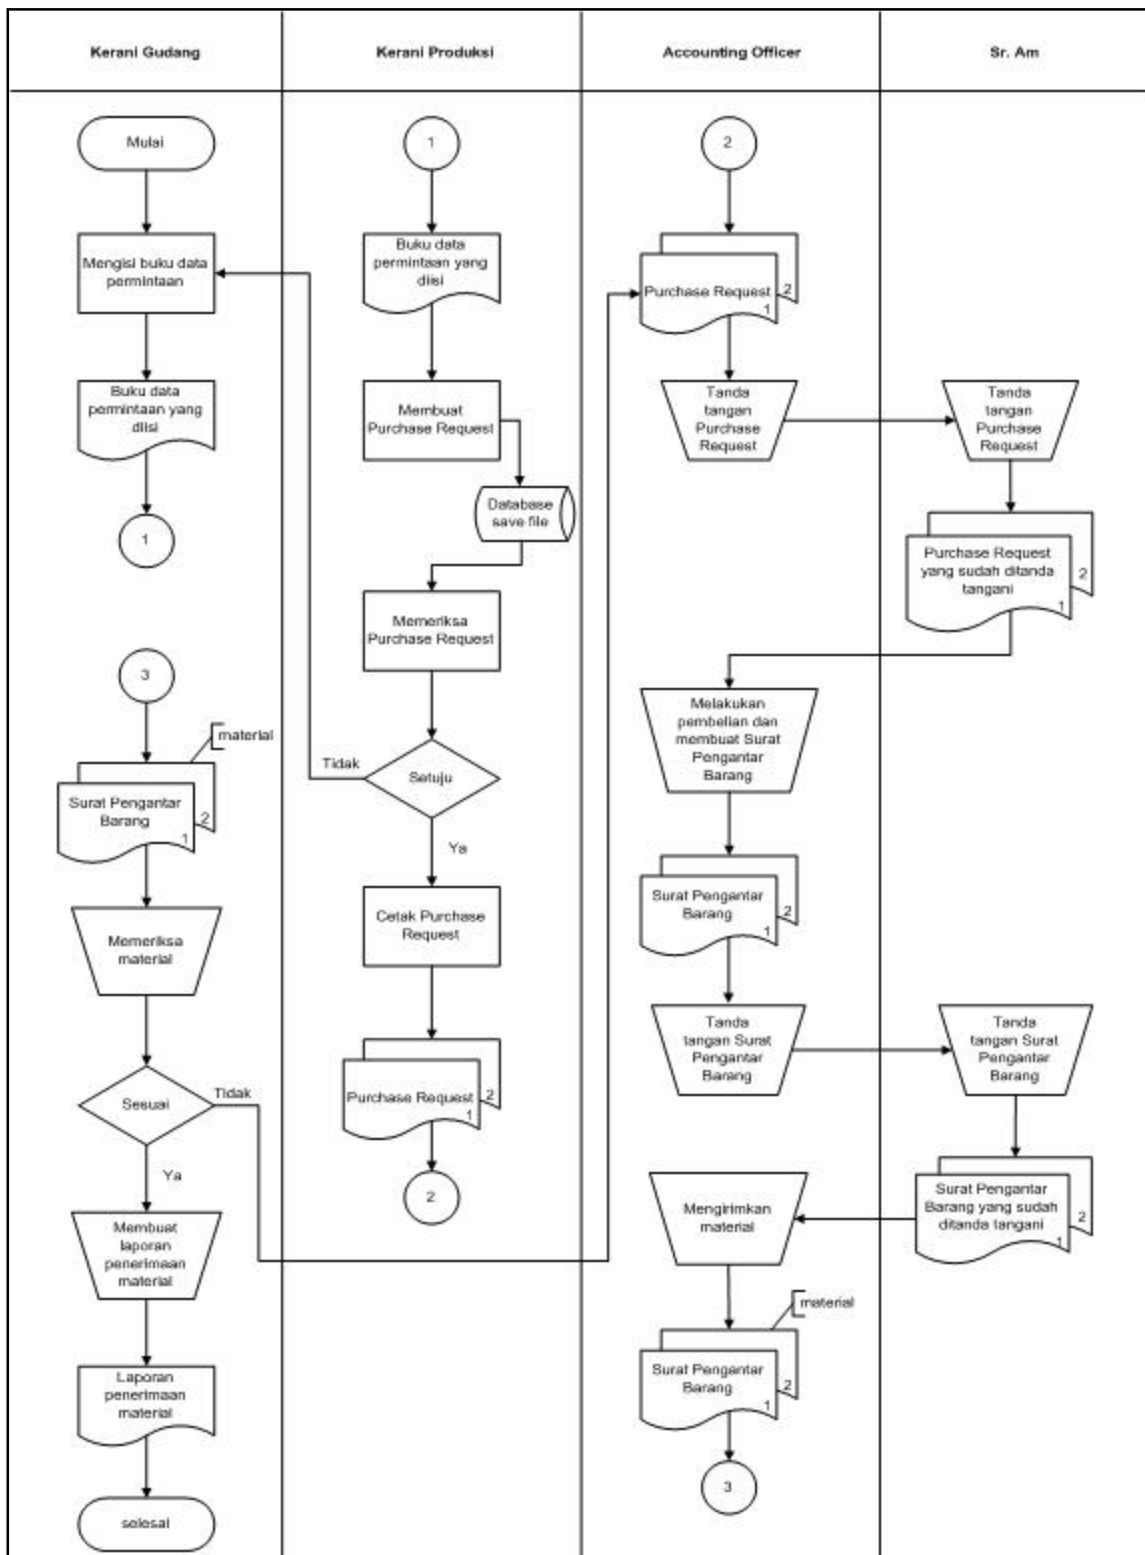 Kerani Gudang
Kerani Produksi
Accounting Officer
Sr. Am
Mulai
Mengisi buku data
permintaan
Buku data
permintaan yang
diisi
1
3
material
Surat Pengantar
Barang
1
2
Memeriksa
material
Sesuai
Tidak
Ya
Membuat
laporan
penerimaan
material
Laporan
penerimaan
material
selesai
1
Buku data
permintaan yang
diisi
Membuat
Purchase Request
Database
save file
Memeriksa
Purchase Request
Setuju
Tidak
Ya
Cetak Purchase
Request
Purchase Request
1
2
2
2
Purchase Request
1
2
Tanda
tangan
Purchase
Request
Melakukan
pembelian dan
membuat Surat
Pengantar
Barang
Surat Pengantar
Barang
1
2
Tanda
tangan Surat
Pengantar
Barang
Mengirimkan
material
material
Surat Pengantar
Barang
1
2
3
Tanda
tangan
Purchase
Request
Purchase Request
yang sudah ditanda
tangani
1
2
Tanda
tangan Surat
Pengantar
Barang
Surat Pengantar
Barang yang sudah
ditanda tangani
1
2